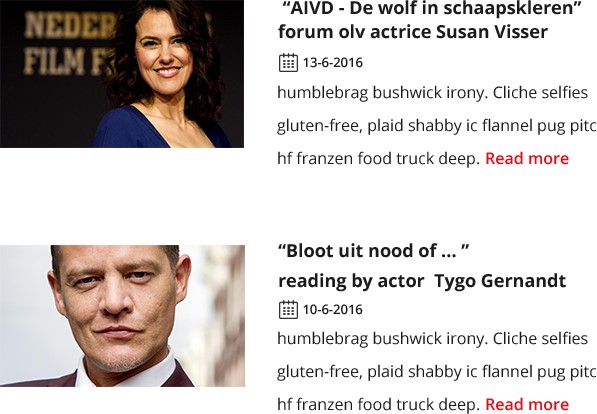 NEDER
FILM F
“AIVD - De wolf in schaapskleren”
forum olv actrice Susan Visser
13-6-2016
humblebrag bushwick irony. Cliche selfies
gluten-free, plaid shabby ic flannel pug pitc
hf franzen food truck deep. Read more
“Bloot uit nood of ... ”
reading by actor Tygo Gernandt
10-6-2016
humblebrag bushwick irony. Cliche selfies
gluten-free, plaid shabby ic flannel pug pitc
hf franzen food truck deep. Read more